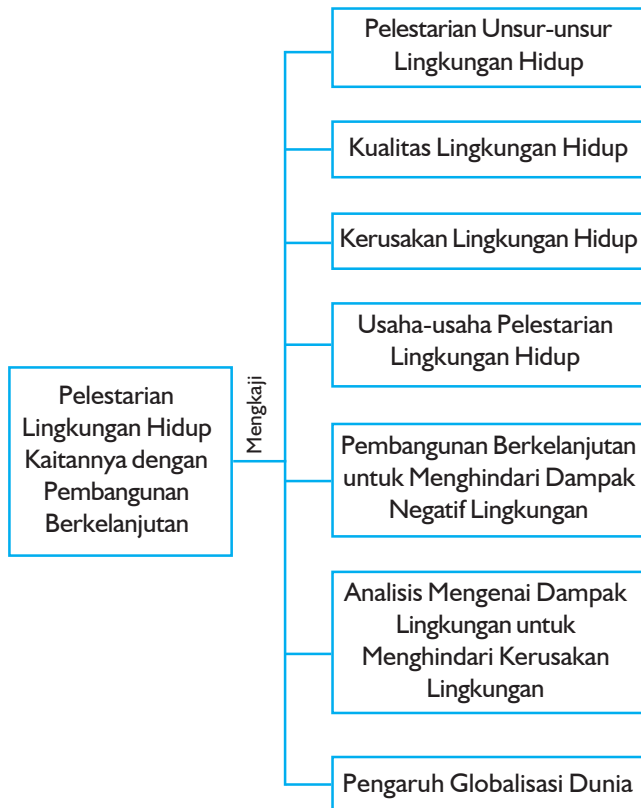 Pelestarian Unsur-unsur
Lingkungan Hidup
Kualitas Lingkungan Hidup
Kerusakan Lingkungan Hidup
Usaha-usaha Pelestarian
Lingkungan Hidup
Pelestarian
Lingkungan Hidup
Kaitannya dengan
Pembangunan
Berkelanjutan
Mengkaji
Pembangunan Berkelanjutan
untuk Menghindari Dampak
Negatif Lingkungan
Analisis Mengenai Dampak
Lingkungan untuk
Menghindari Kerusakan
Lingkungan
Pengaruh Globalisasi Dunia